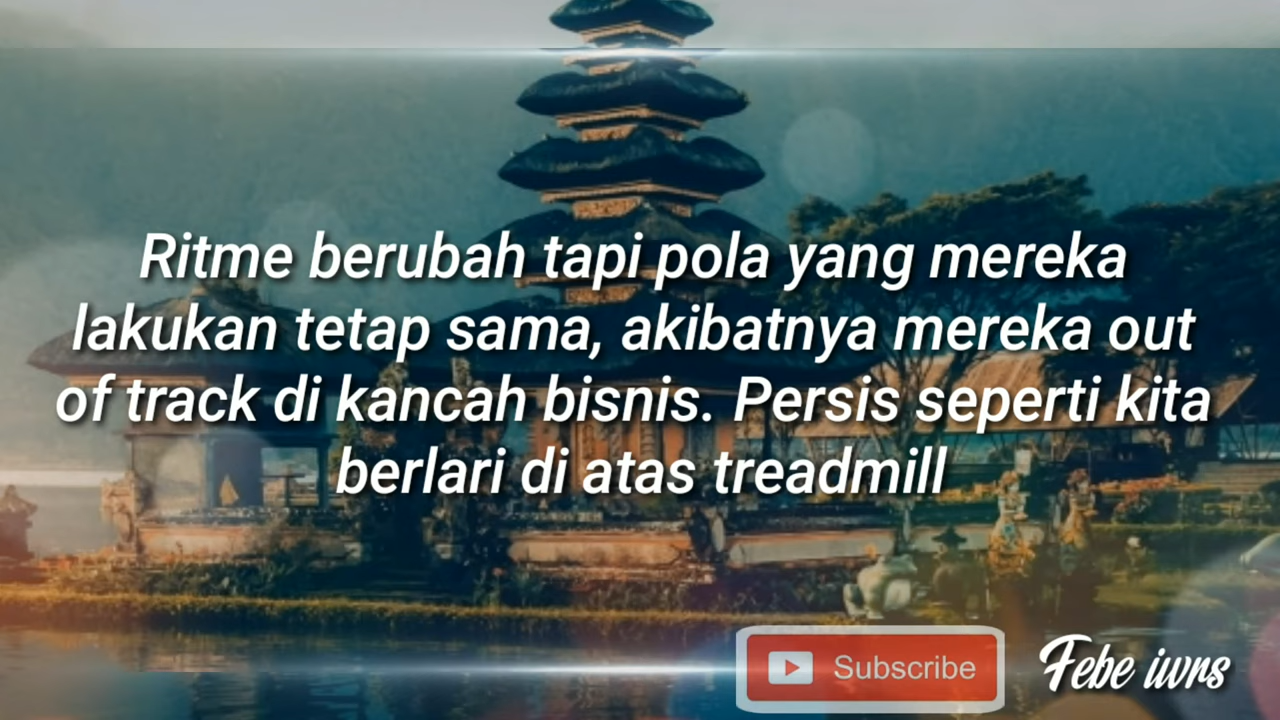 Ritme berubah tapi pola yang mereka
lakukan tetap sama, akibatnya mereka out
of track di kancah bisnis. Persis seperti kita
berlari di atas treadmill
Subscribe
Febe iwrs